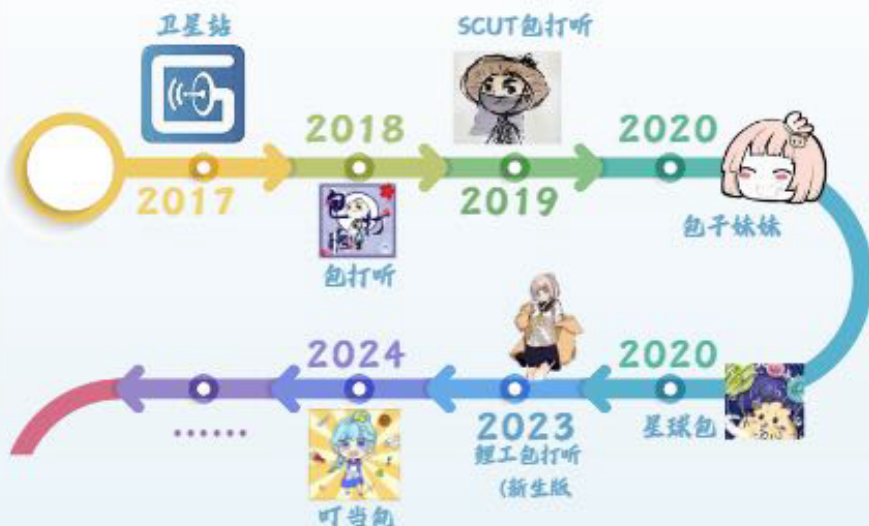 卫星站
SCUT包打听
2018
2020
2017
2019
包子妹妹
包打听
2024
2020
......
2023
星球包
鲤工包打听
(新生版
叮当包